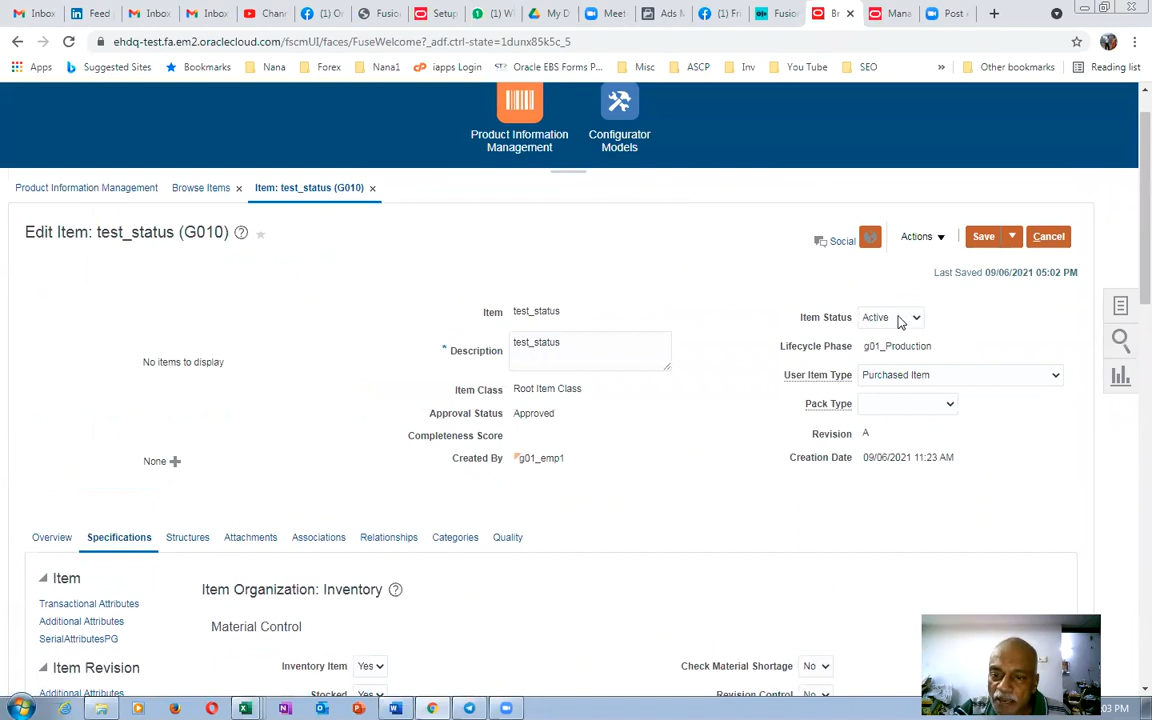 Inbox
Feed
Inbox
Inbox
Chann
(1) Or
Fusion
Setup
(1) W
My D
Meet
Ads M
(1) Fri
Fusion
Br
Mana
Post A
ehdq-test.fa.em2.oraclecloud.com/fscmUI/faces/FuseWelcome?_adf.ctrl-state=1dunx85k5c_5
Apps
Suggested Sites
Bookmarks
Nana
Forex
Nana1
iapps Login
Oracle EBS Forms P...
Misc
ASCP
Inv
You Tube
SEO
»
Other bookmarks
Reading list
Product Information Management
Configurator Models
Product Information Management
Browse Items
Item: test_status (G010)
Edit Item: test_status (G010)
Social
Actions
Save
Cancel
Last Saved 09/06/2021 05:02 PM
No items to display
None
Item test_status
* Description test_status
Item Class Root Item Class
Approval Status Approved
Completeness Score
Created By g01_emp1
Item Status Active
Lifecycle Phase g01_Production
User Item Type Purchased Item
Pack Type
Revision A
Creation Date 09/06/2021 11:23 AM
Overview
Specifications
Structures
Attachments
Associations
Relationships
Categories
Quality
Item
Transactional Attributes
Additional Attributes
SerialAttributesPG
Item Revision
Additional Attributes
Item Organization: Inventory
Material Control
Inventory Item Yes
Check Material Shortage No
Stocked Yes
Revision Control No
:03 PM